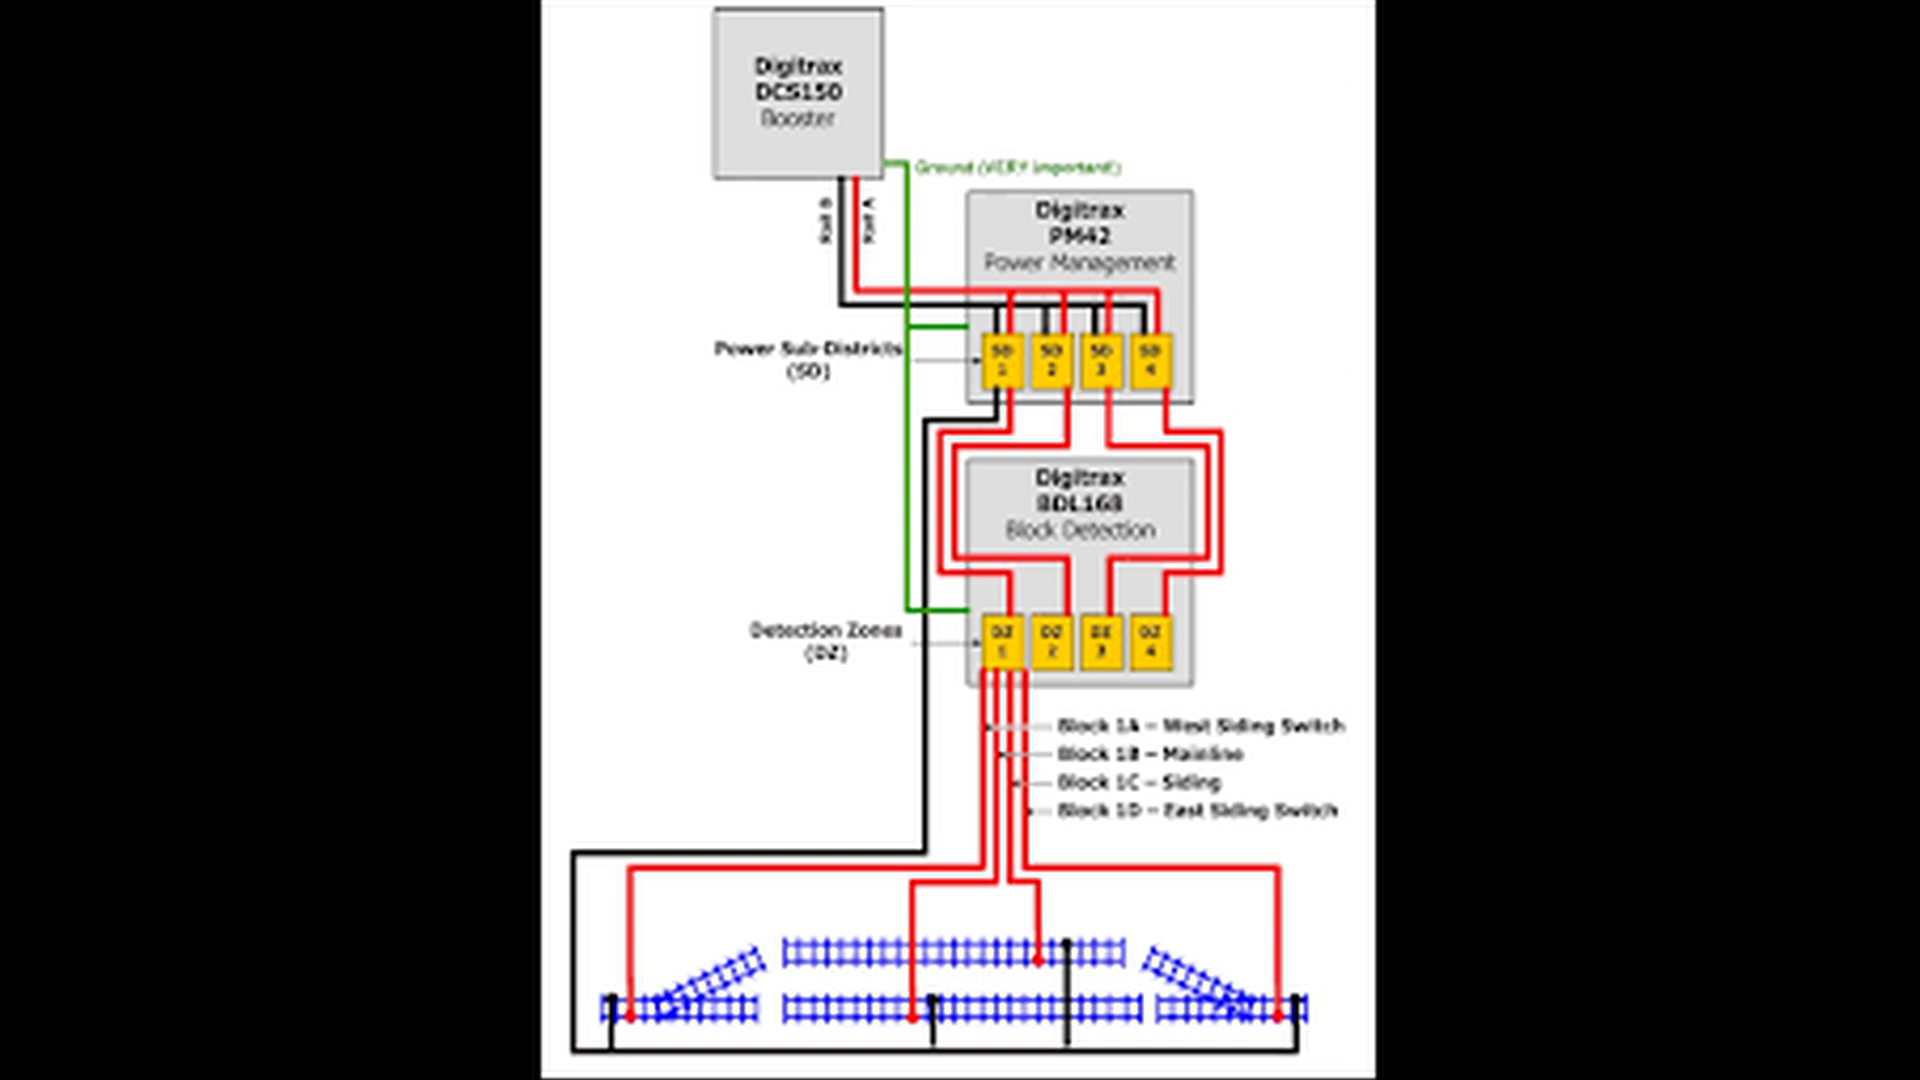 Digitrax
DCS150
Booster
Ground (VERY important!)
Rail B
Rail A
Digitrax
PM42
Power Management
Power Sub-Districts
(SD)
SD
1
SD
2
SD
3
SD
4
Digitrax
BDL168
Block Detection
Detection Zones
(DZ)
DZ
1
DZ
2
DZ
3
DZ
4
Block 1A – West Siding Switch
Block 1B – Mainline
Block 1C – Siding
Block 1D – East Siding Switch